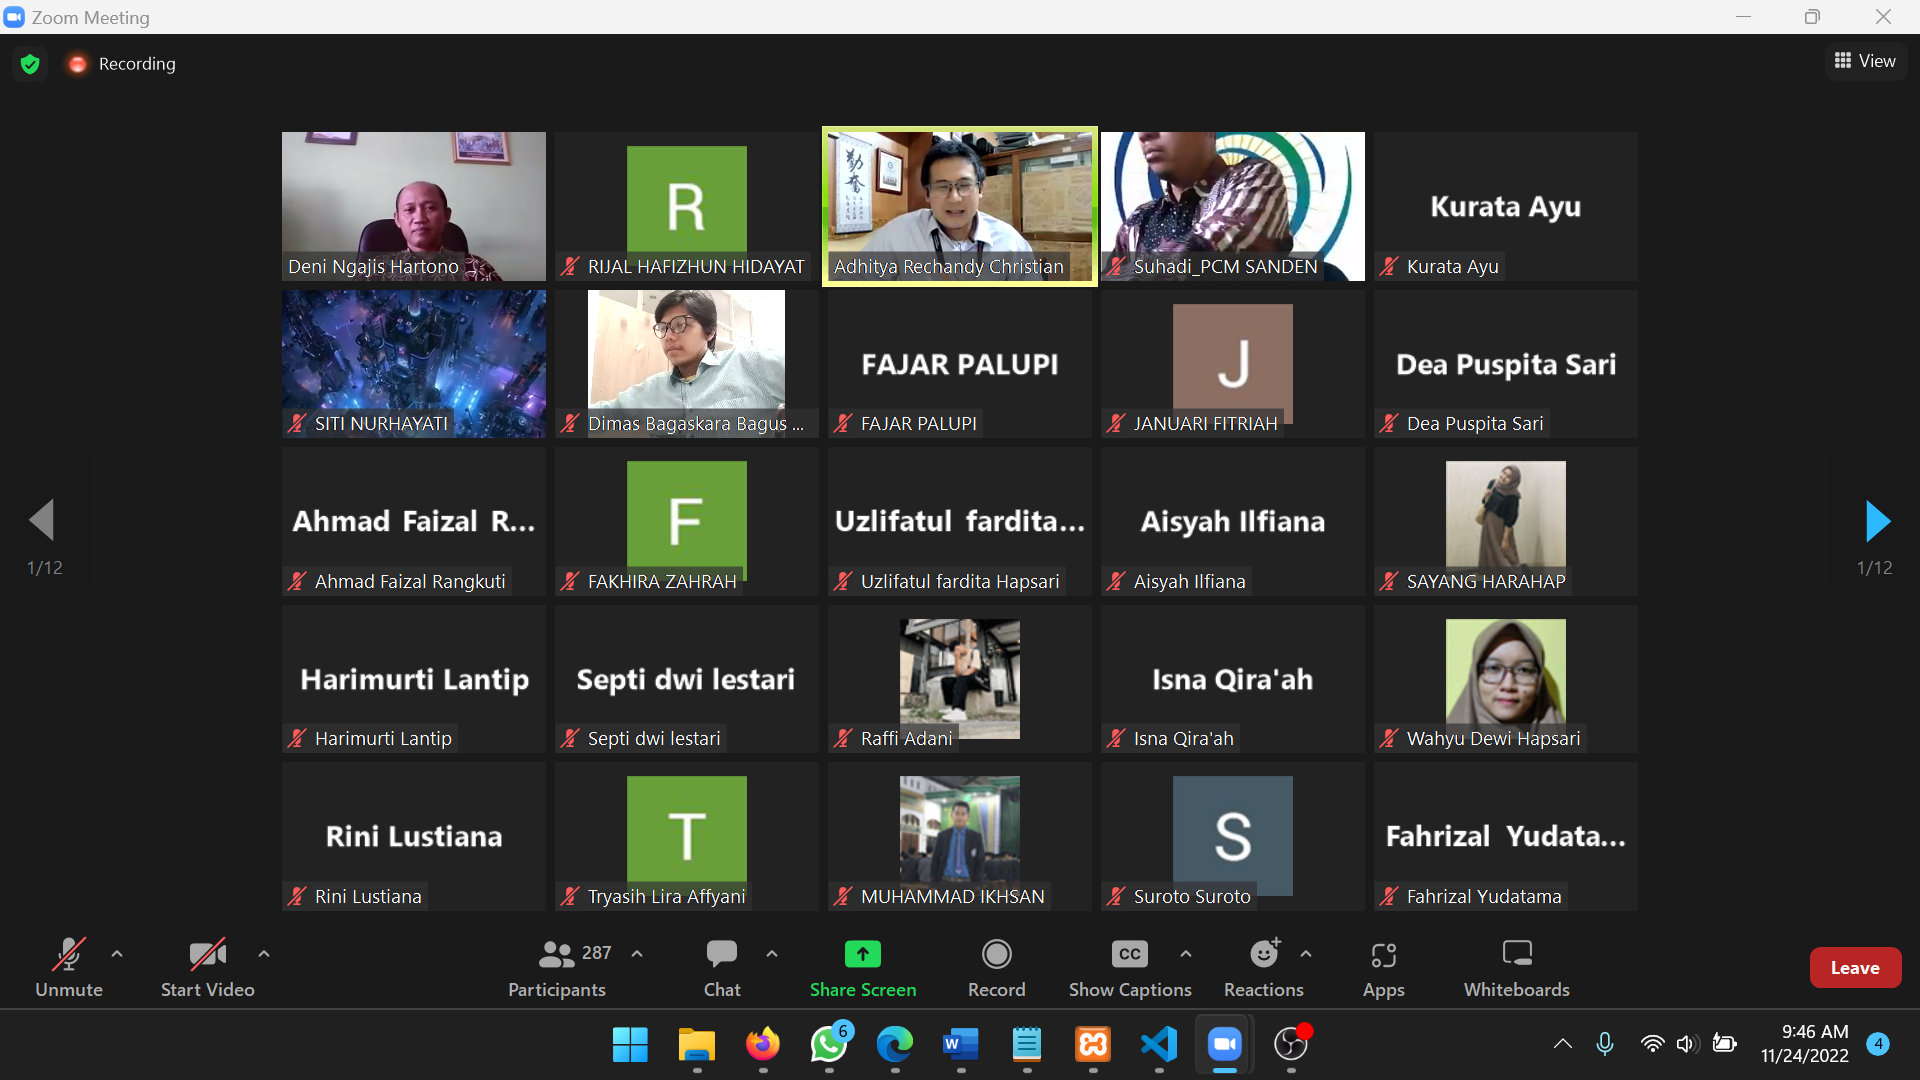 Zoom Meeting
Recording
View
Deni Ngajis Hartono
R
RIJAL HAFIZHUN HIDAYAT
Adhitya Rechandy Christian
Suhadi_PCM SANDEN
Kurata Ayu
Kurata Ayu
SITI NURHAYATI
Dimas Bagaskara Bagus ...
FAJAR PALUPI
FAJAR PALUPI
J
JANUARI FITRIAH
Dea Puspita Sari
Dea Puspita Sari
Ahmad Faizal R...
Ahmad Faizal Rangkuti
F
FAKHIRA ZAHRAH
Uzlifatul fardita...
Uzlifatul fardita Hapsari
Aisyah Ilfiana
Aisyah Ilfiana
SAYANG HARAHAP
1/12
1/12
Harimurti Lantip
Harimurti Lantip
Septi dwi lestari
Septi dwi lestari
Raffi Adani
Isna Qira'ah
Isna Qira'ah
Wahyu Dewi Hapsari
Rini Lustiana
Rini Lustiana
T
Tryasih Lira Affyani
MUHAMMAD IKHSAN
S
Suroto Suroto
Fahrizal Yudata...
Fahrizal Yudatama
Unmute
Start Video
287
Participants
Chat
Share Screen
Record
CC
Show Captions
Reactions
Apps
Whiteboards
Leave
6
W
9:46 AM
11/24/2022
4